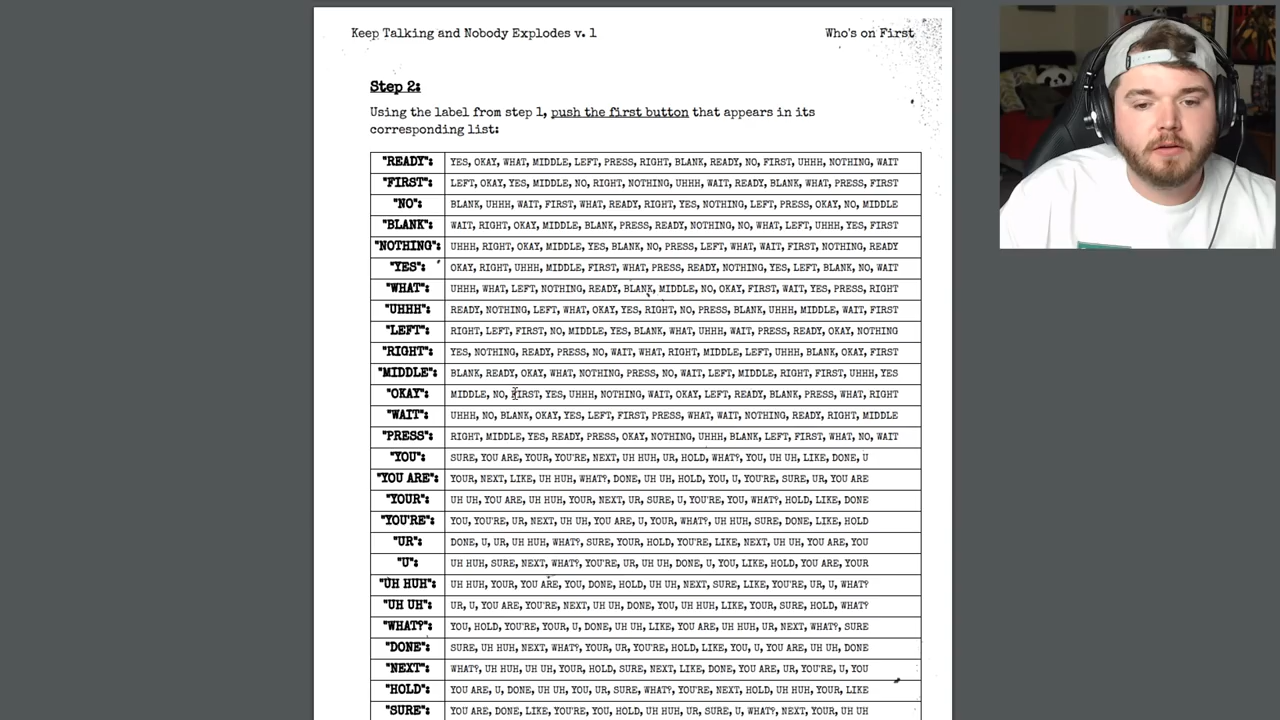 Keep Talking and Nobody Explodes v. 1 Who's on First
Step 2:
Using the label from step 1, push the first button that appears in its
corresponding list:
"READY": YES, OKAY, WHAT, MIDDLE, LEFT, PRESS, RIGHT, BLANK, READY, NO, FIRST, UHHH, NOTHING, WAIT
"FIRST": LEFT, OKAY, YES, MIDDLE, NO, RIGHT, NOTHING, UHHH, WAIT, READY, BLANK, WHAT, PRESS, FIRST
"NO": BLANK, UHHH, WAIT, FIRST, WHAT, READY, RIGHT, YES, NOTHING, LEFT, PRESS, OKAY, NO, MIDDLE
"BLANK": WAIT, RIGHT, OKAY, MIDDLE, BLANK, PRESS, READY, NOTHING, NO, WHAT, LEFT, UHHH, YES, FIRST
"NOTHING": UHHH, RIGHT, OKAY, MIDDLE, YES, BLANK, NO, PRESS, LEFT, WHAT, WAIT, FIRST, NOTHING, READY
"YES": OKAY, RIGHT, UHHH, MIDDLE, FIRST, WHAT, PRESS, READY, NOTHING, YES, LEFT, BLANK, NO, WAIT
"WHAT": UHHH, WHAT, LEFT, NOTHING, READY, BLANK, MIDDLE, NO, OKAY, FIRST, WAIT, YES, PRESS, RIGHT
"UHHH": READY, NOTHING, LEFT, WHAT, OKAY, YES, RIGHT, NO, PRESS, BLANK, UHHH, MIDDLE, WAIT, FIRST
"LEFT": RIGHT, LEFT, FIRST, NO, MIDDLE, YES, BLANK, WHAT, UHHH, WAIT, PRESS, READY, OKAY, NOTHING
"RIGHT": YES, NOTHING, READY, PRESS, NO, WAIT, WHAT, RIGHT, MIDDLE, LEFT, UHHH, BLANK, OKAY, FIRST
"MIDDLE": BLANK, READY, OKAY, WHAT, NOTHING, PRESS, NO, WAIT, LEFT, MIDDLE, RIGHT, FIRST, UHHH, YES
"OKAY": MIDDLE, NO, FIRST, YES, UHHH, NOTHING, WAIT, OKAY, LEFT, READY, BLANK, PRESS, WHAT, RIGHT
"WAIT": UHHH, NO, BLANK, OKAY, YES, LEFT, FIRST, PRESS, WHAT, WAIT, NOTHING, READY, RIGHT, MIDDLE
"PRESS": RIGHT, MIDDLE, YES, READY, PRESS, OKAY, NOTHING, UHHH, BLANK, LEFT, FIRST, WHAT, NO, WAIT
"YOU": SURE, YOU ARE, YOUR, YOU'RE, NEXT, UH HUH, UR, HOLD, WHAT?, YOU, UH UH, LIKE, DONE, U
"YOU ARE": YOUR, NEXT, LIKE, UH HUH, WHAT?, DONE, UH UH, HOLD, YOU, U, YOU'RE, SURE, UR, YOU ARE
"YOUR": UH UH, YOU ARE, UH HUH, YOUR, NEXT, UR, SURE, U, YOU'RE, YOU, WHAT?, HOLD, LIKE, DONE
"YOU'RE": YOU, YOU'RE, UR, NEXT, UH UH, YOU ARE, U, YOUR, WHAT?, UH HUH, SURE, DONE, LIKE, HOLD
"UR": DONE, U, UR, UH HUH, WHAT?, SURE, YOUR, HOLD, YOU'RE, LIKE, NEXT, UH UH, YOU ARE, YOU
"U": UH HUH, SURE, NEXT, WHAT?, YOU'RE, UR, UH UH, DONE, U, YOU, LIKE, HOLD, YOU ARE, YOUR
"UH HUH": UH HUH, YOUR, YOU ARE, YOU, DONE, HOLD, UH UH, NEXT, SURE, LIKE, YOU'RE, UR, U, WHAT?
"UH UH": UR, U, YOU ARE, YOU'RE, NEXT, UH UH, DONE, YOU, UH HUH, LIKE, YOUR, SURE, HOLD, WHAT?
"WHAT?": YOU, HOLD, YOU'RE, YOUR, U, DONE, UH UH, LIKE, YOU ARE, UH HUH, UR, NEXT, WHAT?, SURE
"DONE": SURE, UH HUH, NEXT, WHAT?, YOUR, UR, YOU'RE, HOLD, LIKE, YOU, U, YOU ARE, UH UH, DONE
"NEXT": WHAT?, UH HUH, UH UH, YOUR, HOLD, SURE, NEXT, LIKE, DONE, YOU ARE, UR, YOU'RE, U, YOU
"HOLD": YOU ARE, U, DONE, UH UH, YOU, UR, SURE, WHAT?, YOU'RE, NEXT, HOLD, UH HUH, YOUR, LIKE
"SURE": YOU ARE, DONE, LIKE, YOU'RE, YOU, HOLD, UH HUH, UR, SURE, U, WHAT?, NEXT, YOUR, UH UH